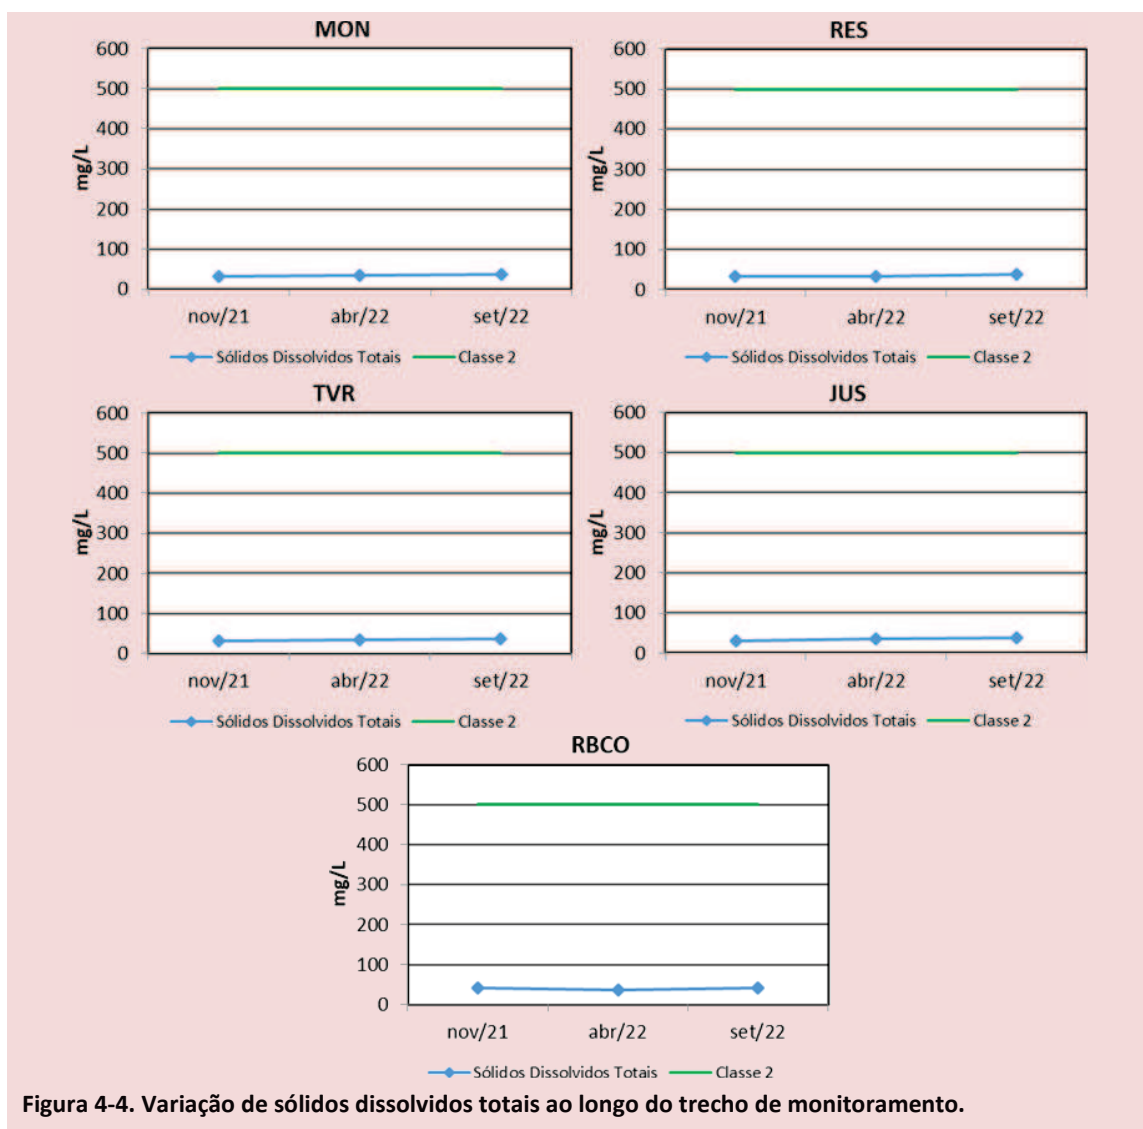 MON
600
500
400
300
200
100
0
mg/L
nov/21 abr/22 set/22
Sólidos Dissolvidos Totais Classe 2
RES
600
500
400
300
200
100
0
mg/L
nov/21 abr/22 set/22
Sólidos Dissolvidos Totais Classe 2
TVR
600
500
400
300
200
100
0
mg/L
nov/21 abr/22 set/22
Sólidos Dissolvidos Totais Classe 2
JUS
600
500
400
300
200
100
0
mg/L
nov/21 abr/22 set/22
Sólidos Dissolvidos Totais Classe 2
RBCO
600
500
400
300
200
100
0
mg/L
nov/21 abr/22 set/22
Sólidos Dissolvidos Totais Classe 2
Figura 4-4. Variação de sólidos dissolvidos totais ao longo do trecho de monitoramento.